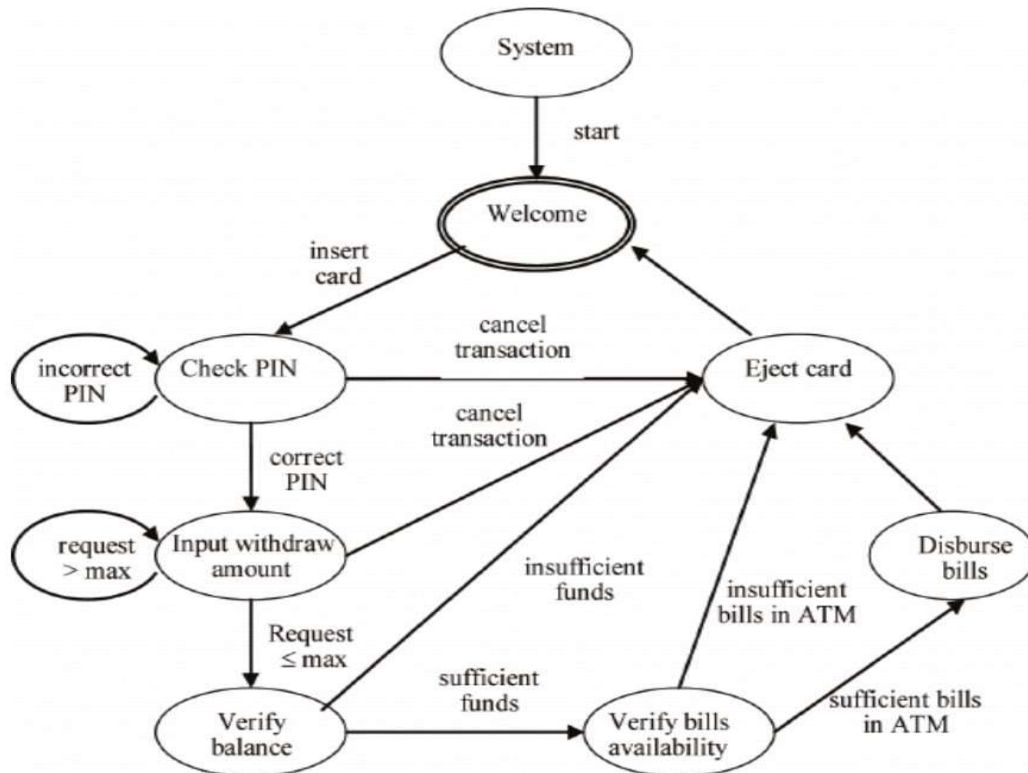 System
start
Welcome
insert
card
cancel
transaction
incorrect
PIN
Check PIN
Eject card
cancel
transaction
correct
PIN
request
> max
Input withdraw
amount
Disburse
bills
insufficient
funds
insufficient
bills in ATM
Request
≤ max
sufficient
funds
sufficient bills
in ATM
Verify
balance
Verify bills
availability